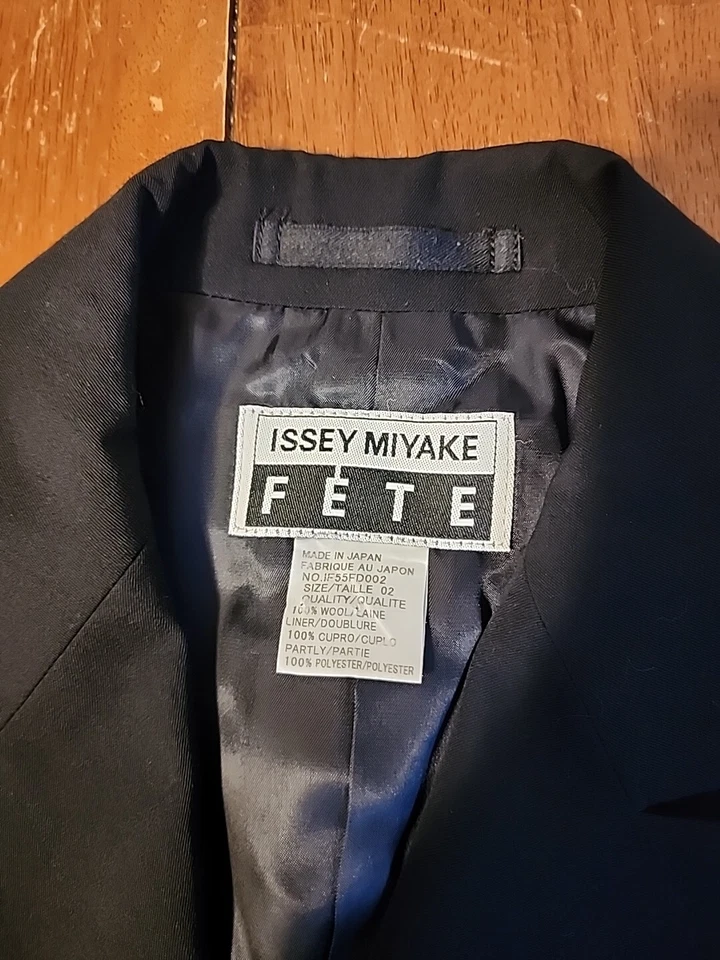 ISSEY MIYAKE
FÊTE
MADE IN JAPAN
FABRIQUE AU JAPON
NO.IF55FD002
SIZE/TAILLE 02
QUALITY/QUALITE
100% WOOL/LAINE
LINER/DOUBLURE
100% CUPRO/CUPLO
PARTLY/PARTIE
100% POLYESTER/POLYESTER